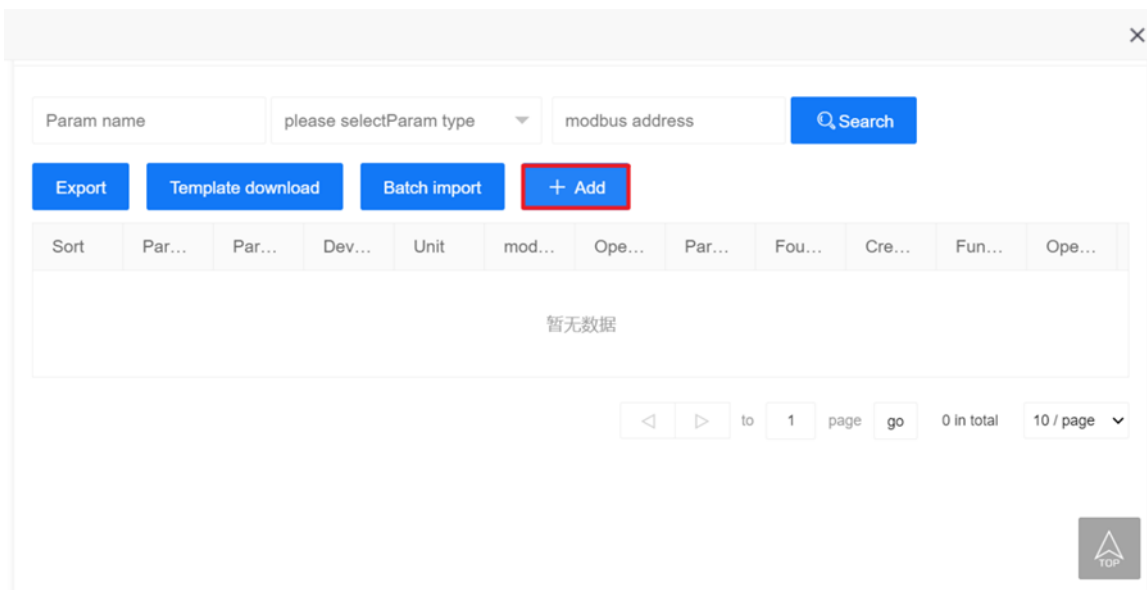 Param name please selectParam type modbus address Search
Export Template download Batch import + Add
Sort Par... Par... Dev... Unit mod... Ope... Par... Fou... Cre... Fun... Ope...
暂无数据
to 1 page go 0 in total 10 / page
TOP